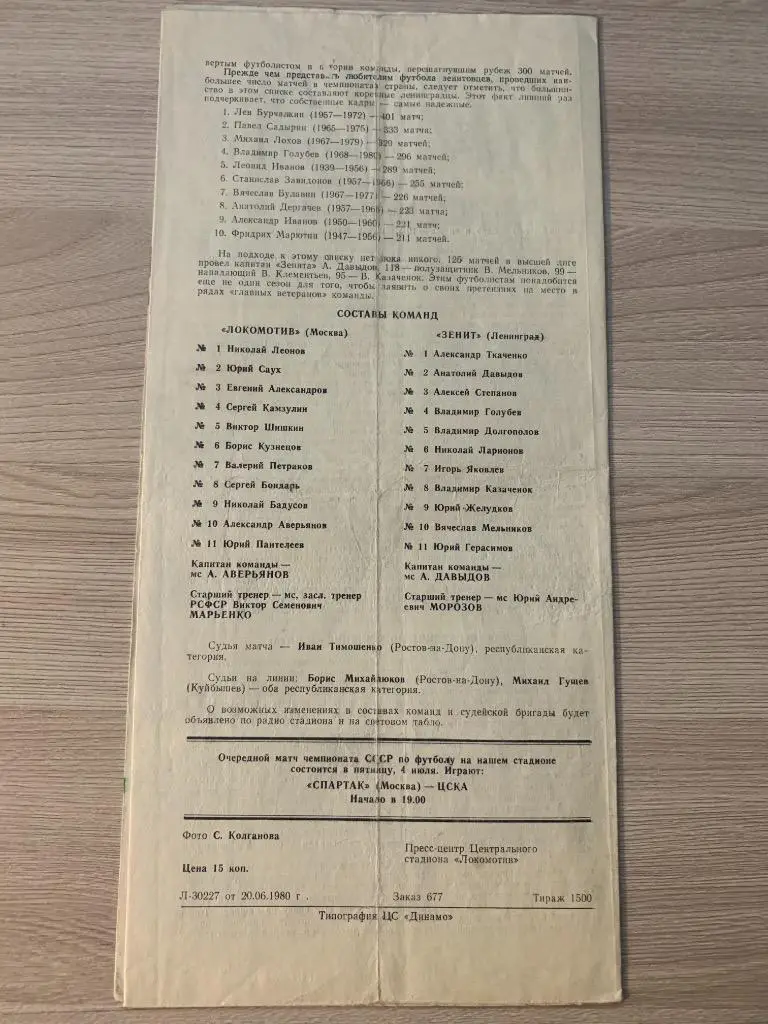 вертым футболистом в истории команды, перешагнувшим рубеж 300 матчей.
Прежде чем представить любителям футбола зенитовцев, проведших наи-
большее число матчей в чемпионатах страны, следует отметить, что большин-
ство в этом списке составляют коренные ленинградцы. Этот факт лишний раз
подчеркивает, что собственные кадры — самые надежные.
1. Лев Бурчалкин (1957—1972) — 401 матч;
2. Павел Садырин (1965—1975) — 333 матча;
3. Михаил Лохов (1967—1979) — 329 матчей;
4. Владимир Голубев (1968—1980) — 296 матчей;
5. Леонид Иванов (1939—1956) — 289 матчей;
6. Станислав Завидонов (1957—1966) — 255 матчей;
7. Вячеслав Булавин (1967—1977) — 226 матчей;
8. Анатолий Дергачев (1957—1965) — 223 матча;
9. Александр Иванов (1950—1960) — 221 матч;
10. Фридрих Марютин (1947—1956) — 211 матчей.
На подходе к этому списку нет пока никого. 125 матчей в высшей лиге
провел капитан «Зенита» А. Давыдов, 118 — полузащитник В. Мельников, 99 —
нападающий В. Клементьев, 95 — В. Казаченок. Этим футболистам понадобится
еще не один сезон для того, чтобы заявить о своих претензиях на место в
рядах «главных ветеранов» команды.
СОСТАВЫ КОМАНД
«ЛОКОМОТИВ» (Москва)
№ 1 Николай Леонов
№ 2 Юрий Саух
№ 3 Евгений Александров
№ 4 Сергей Камзулин
№ 5 Виктор Шишкин
№ 6 Борис Кузнецов
№ 7 Валерий Петраков
№ 8 Сергей Бондарь
№ 9 Николай Бадусов
№ 10 Александр Аверьянов
№ 11 Юрий Пантелеев
Капитан команды —
мс А. АВЕРЬЯНОВ
Старший тренер — мс, засл. тренер
РСФСР Виктор Семенович
МАРЬЕНКО
«ЗЕНИТ» (Ленинград)
№ 1 Александр Ткаченко
№ 2 Анатолий Давыдов
№ 3 Алексей Степанов
№ 4 Владимир Голубев
№ 5 Владимир Долгополов
№ 6 Николай Ларионов
№ 7 Игорь Яковлев
№ 8 Владимир Казаченок
№ 9 Юрий Желудков
№ 10 Вячеслав Мельников
№ 11 Юрий Герасимов
Капитан команды —
мс А. ДАВЫДОВ
Старший тренер — мс Юрий Андре-
евич МОРОЗОВ
Судья матча — Иван Тимошенко (Ростов-на-Дону), республиканская ка-
тегория.
Судьи на линии: Борис Михайлюков (Ростов-на-Дону), Михаил Гущев
(Куйбышев) — оба республиканская категория.
О возможных изменениях в составах команд и судейской бригады будет
объявлено по радио стадиона и на световом табло.
Очередной матч чемпионата СССР по футболу на нашем стадионе
состоится в пятницу, 4 июля. Играют:
«СПАРТАК» (Москва) — ЦСКА
Начало в 19.00
Фото С. Колганова
Пресс-центр Центрального
стадиона «Локомотив»
Цена 15 коп.
Л-30227 от 20.06.1980 г. Заказ 677 Тираж 1500
Типография ЦС «Динамо»